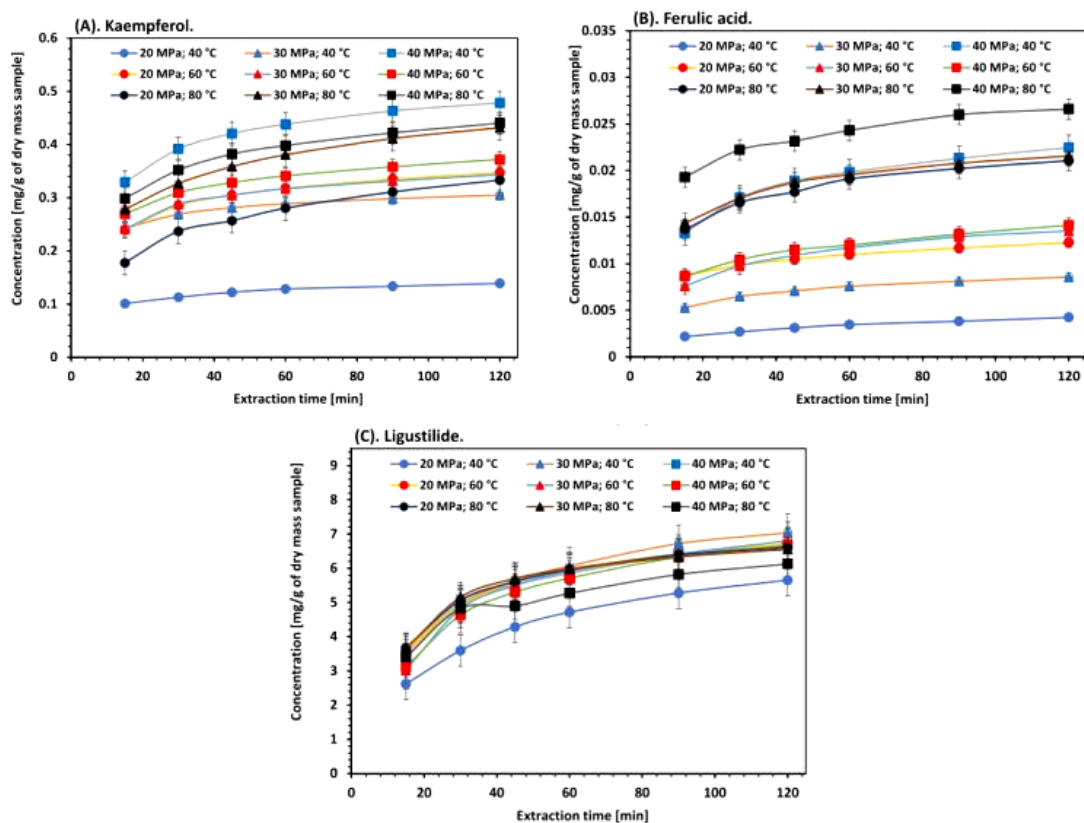 (A). Kaempferol.
0.6
0.5
0.4
0.3
0.2
0.1
0
Concentration [mg/g of dry mass sample]
20 MPa; 40 °C 30 MPa; 40 °C 40 MPa; 40 °C
20 MPa; 60 °C 30 MPa; 60 °C 40 MPa; 60 °C
20 MPa; 80 °C 30 MPa; 80 °C 40 MPa; 80 °C
0 20 40 60 80 100 120
Extraction time [min]
(B). Ferulic acid.
0.035
0.03
0.025
0.02
0.015
0.01
0.005
0
Concentration [mg/g of dry mass sample]
20 MPa; 40 °C 30 MPa; 40 °C 40 MPa; 40 °C
20 MPa; 60 °C 30 MPa; 60 °C 40 MPa; 60 °C
20 MPa; 80 °C 30 MPa; 80 °C 40 MPa; 80 °C
0 20 40 60 80 100 120
Extraction time [min]
(C). Ligustilide.
9
8
7
6
5
4
3
2
1
0
Concentration [mg/g of dry mass sample]
20 MPa; 40 °C 30 MPa; 40 °C 40 MPa; 40 °C
20 MPa; 60 °C 30 MPa; 60 °C 40 MPa; 60 °C
20 MPa; 80 °C 30 MPa; 80 °C 40 MPa; 80 °C
0 20 40 60 80 100 120
Extraction time [min]